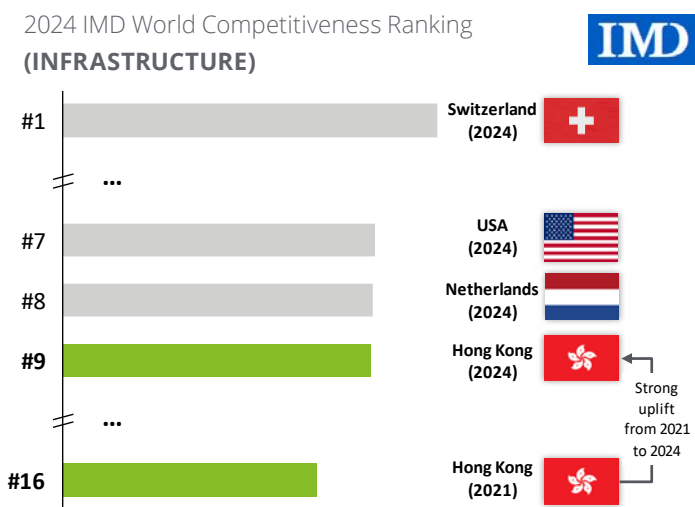 2024 IMD World Competitiveness Ranking
(INFRASTRUCTURE)
IMD
#1
Switzerland
(2024)
...
#7
USA
(2024)
#8
Netherlands
(2024)
#9
Hong Kong
(2024)
Strong
uplift
from 2021
to 2024
...
#16
Hong Kong
(2021)